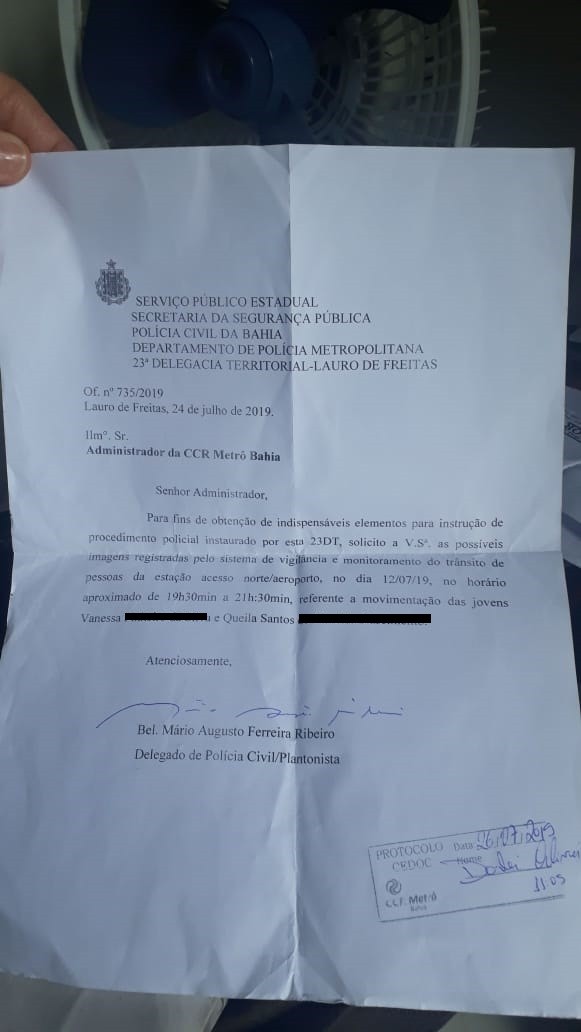 SERVIÇO PÚBLICO ESTADUAL
SECRETARIA DA SEGURANÇA PÚBLICA
POLÍCIA CIVIL DA BAHIA
DEPARTAMENTO DE POLÍCIA METROPOLITANA
23ª DELEGACIA TERRITORIAL-LAURO DE FREITAS
Of. nº 735/2019
Lauro de Freitas, 24 de julho de 2019.
Ilmº. Sr.
Administrador da CCR Metrô Bahia
Senhor Administrador,
Para fins de obtenção de indispensáveis elementos para instrução de
procedimento policial instaurado por esta 23DT, solicito a V.Sª. as possíveis
imagens registradas pelo sistema de vigilância e monitoramento do trânsito de
pessoas da estação acesso norte/aeroporto, no dia 12/07/19, no horário
aproximado de 19h30min a 21h:30min, referente a movimentação das jovens
Vanessa e Queila Santos
Atenciosamente,
Bel. Mário Augusto Ferreira Ribeiro
Delegado de Polícia Civil/Plantonista
PROTOCOLO Data 26/07/2019
CEDOC Nome
11:05
CCR Metrô
Bahia